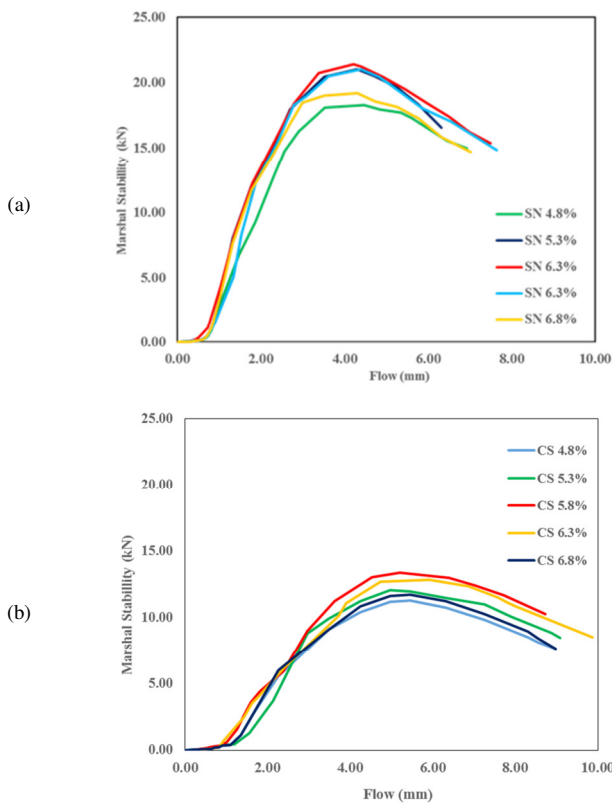 (a)
Marshal Stabillity (kN)
25.00
20.00
15.00
10.00
5.00
0.00
0.00 2.00 4.00 6.00 8.00 10.00
Flow (mm)
SN 4.8%
SN 5.3%
SN 6.3%
SN 6.3%
SN 6.8%
(b)
Marshal Stabillity (kN)
25.00
20.00
15.00
10.00
5.00
0.00
0.00 2.00 4.00 6.00 8.00 10.00
Flow (mm)
CS 4.8%
CS 5.3%
CS 5.8%
CS 6.3%
CS 6.8%